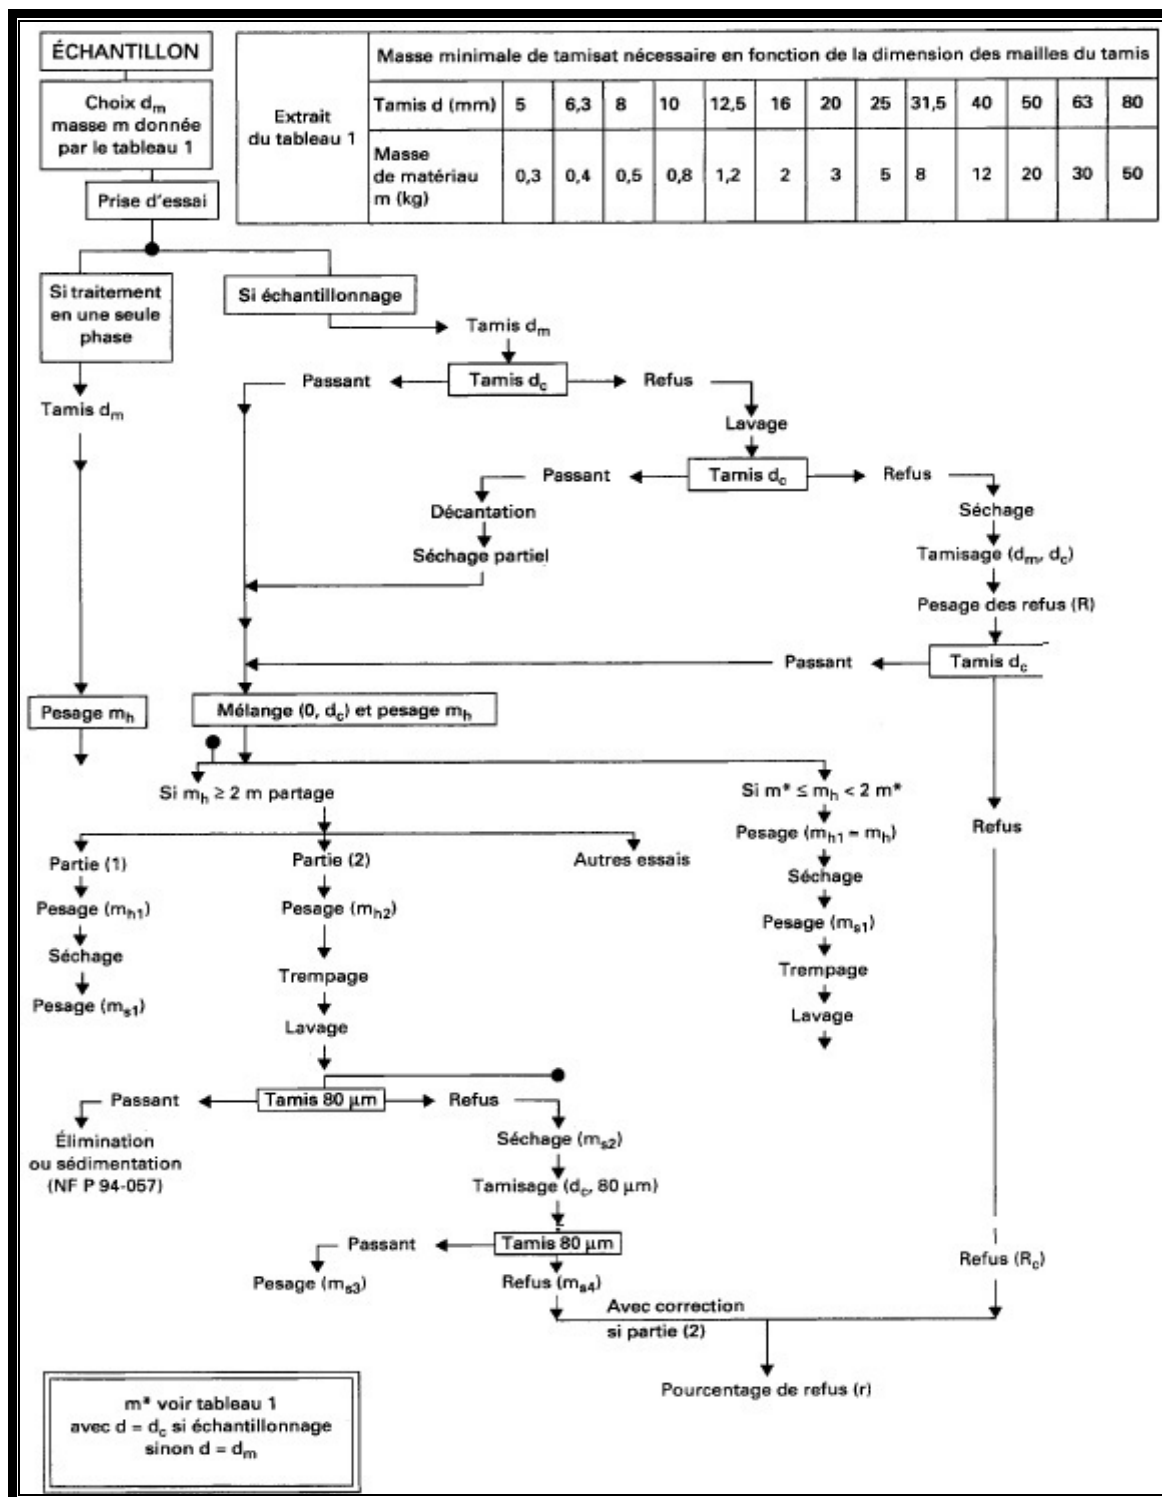 ÉCHANTILLON
Choix dm
masse m donnée
par le tableau 1
Prise d'essai
Extrait
du tableau 1
Masse minimale de tamisat nécessaire en fonction de la dimension des mailles du tamis
Tamis d (mm) 5 6,3 8 10 12,5 16 20 25 31,5 40 50 63 80
Masse
de matériau
m (kg)
0,3 0,4 0,5 0,8 1,2 2 3 5 8 12 20 30 50
Si traitement
en une seule
phase
Si échantillonnage
Tamis dm
Passant Tamis dc Refus
Tamis dm
Lavage
Passant Tamis dc Refus
Décantation
Séchage
Séchage partiel
Tamisage (dm, dc)
Pesage des refus (R)
Passant Tamis dc
Pesage mh
Mélange (0, dc) et pesage mh
Si mh ≥ 2 m partage
Si m* ≤ mh < 2 m*
Refus
Pesage (mh1 = mh)
Partie (1) Partie (2) Autres essais
Séchage
Pesage (mh1) Pesage (mh2)
Pesage (ms1)
Séchage
Trempage
Trempage
Pesage (ms1)
Lavage
Lavage
Passant Tamis 80 µm Refus
Élimination
ou sédimentation
(NF P 94-057)
Séchage (ms2)
Tamisage (dc, 80 µm)
Passant Tamis 80 µm
Refus (Rc)
Pesage (ms3) Refus (ms4)
Avec correction
si partie (2)
Pourcentage de refus (r)
m* voir tableau 1
avec d = dc si échantillonnage
sinon d = dm